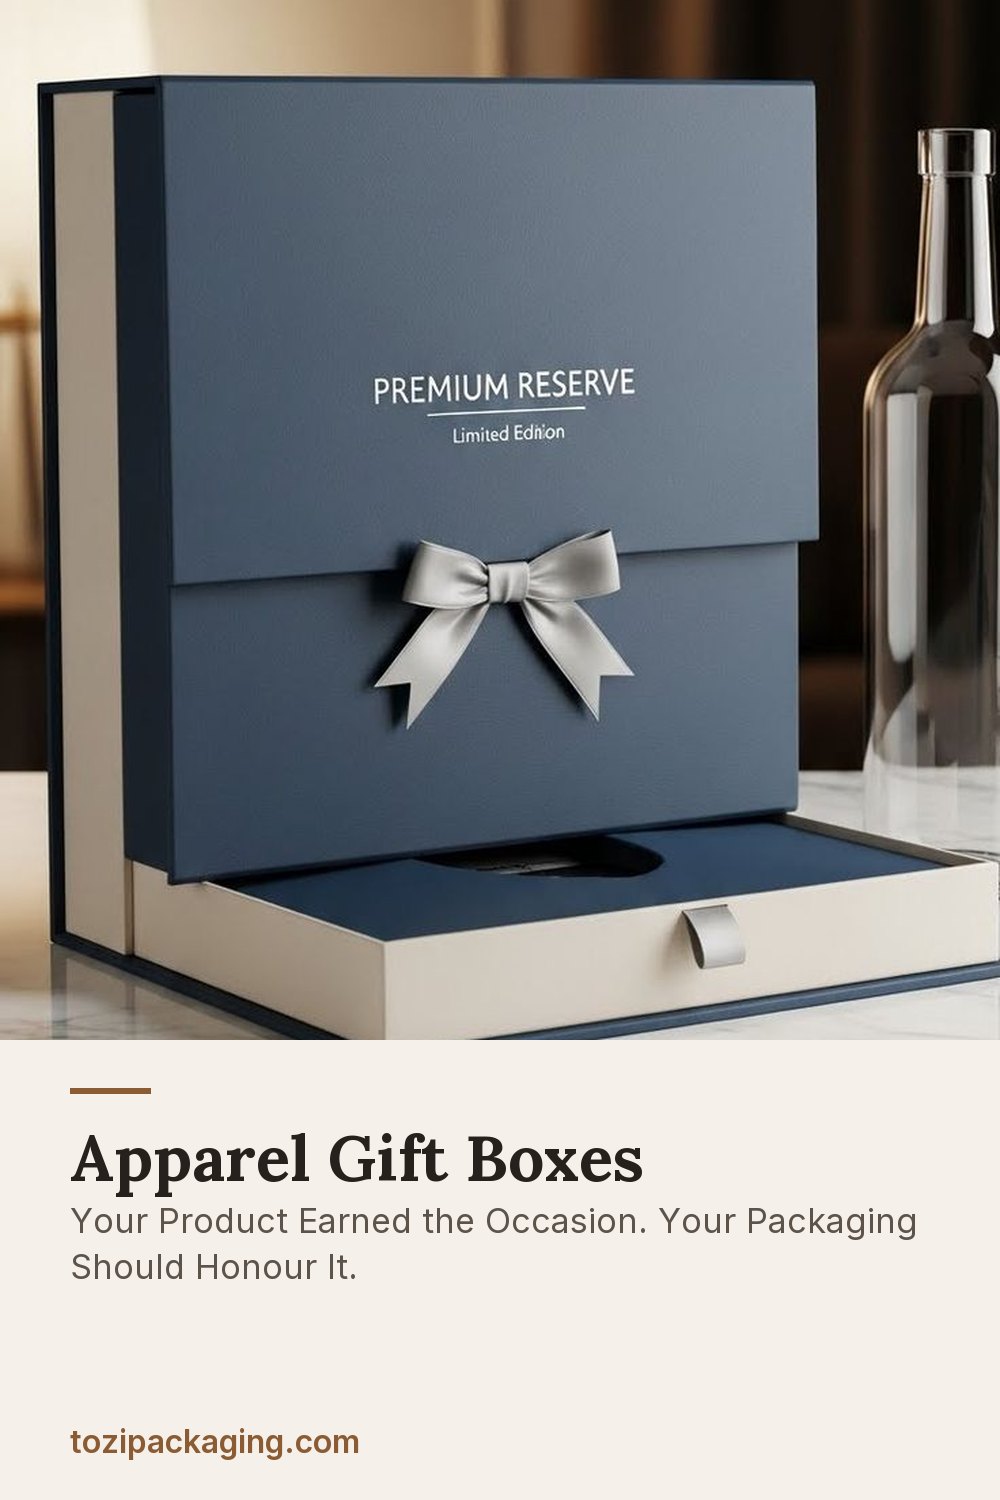 PREMIUM RESERVE
Limited Edition
Apparel Gift Boxes
Your Product Earned the Occasion. Your Packaging
Should Honour It.
tozipackaging.com